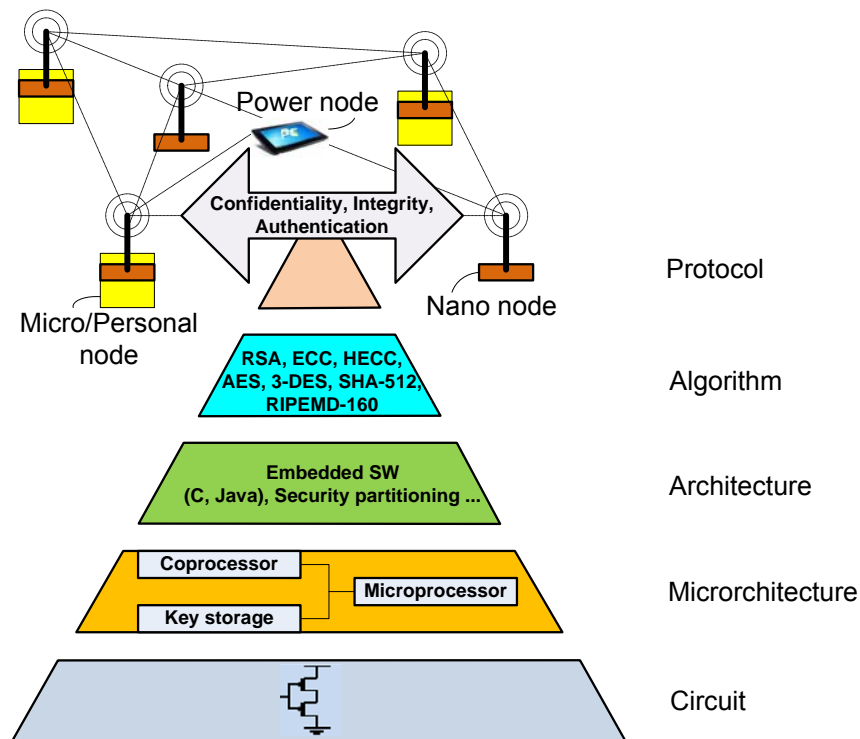 Power node
PC
Confidentiality, Integrity,
Authentication
Protocol
Micro/Personal
node
Nano node
RSA, ECC, HECC,
AES, 3-DES, SHA-512,
RIPEMD-160
Algorithm
Embedded SW
(C, Java), Security partitioning ...
Architecture
Coprocessor
Microprocessor
Key storage
Microrchitecture
Circuit